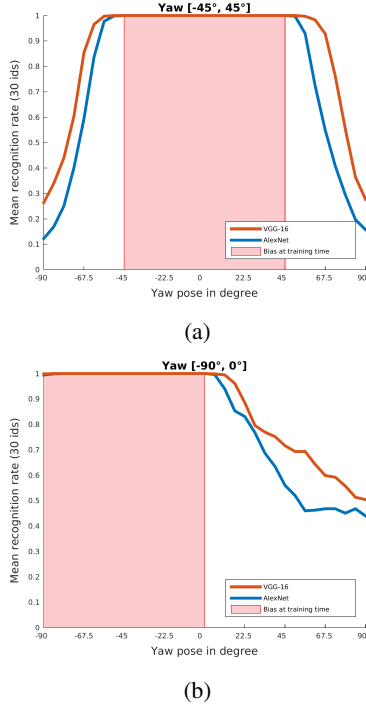 Yaw [-45°, 45°]
Mean recognition rate (30 ids)
1
0.9
0.8
0.7
0.6
0.5
0.4
0.3
0.2
0.1
0
-90 -67.5 -45 -22.5 0 22.5 45 67.5 90
Yaw pose in degree
VGG-16
AlexNet
Bias at training time
(a)
Yaw [-90°, 0°]
Mean recognition rate (30 ids)
1
0.9
0.8
0.7
0.6
0.5
0.4
0.3
0.2
0.1
0
-90 -67.5 -45 -22.5 0 22.5 45 67.5 90
Yaw pose in degree
VGG-16
AlexNet
Bias at training time
(b)